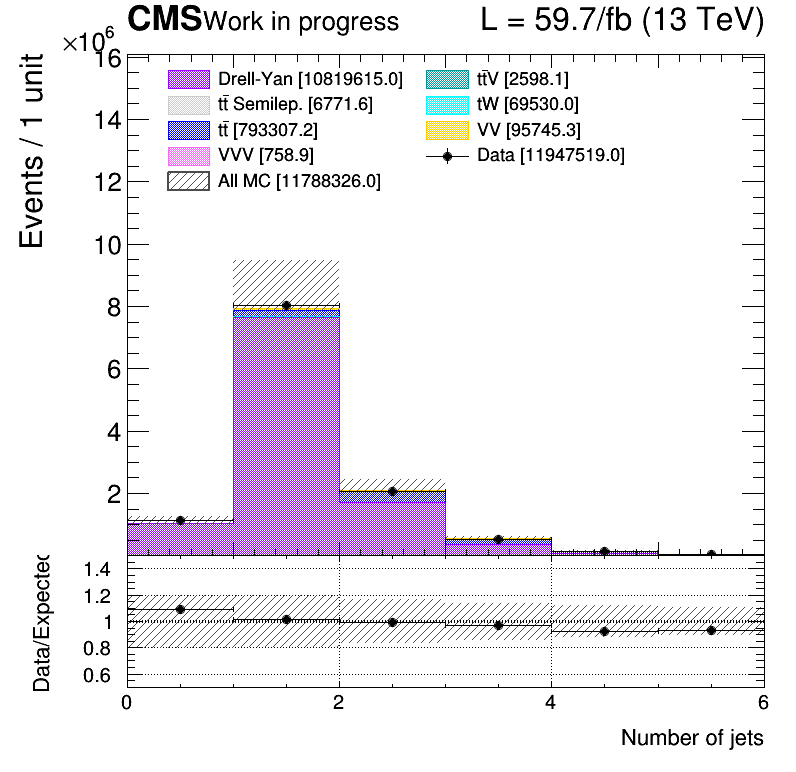 CMS Work in progress L = 59.7/fb (13 TeV)
×10⁶
Events / 1 unit
16
14
12
10
8
6
4
2
Drell-Yan [10819615.0]
tt̄ Semilep. [6771.6]
tt̄ [793307.2]
VVV [758.9]
All MC [11788326.0]
tt̄V [2598.1]
tW [69530.0]
VV [95745.3]
Data [11947519.0]
Data/Expected
1.4
1.2
1
0.8
0.6
0 2 4 6
Number of jets